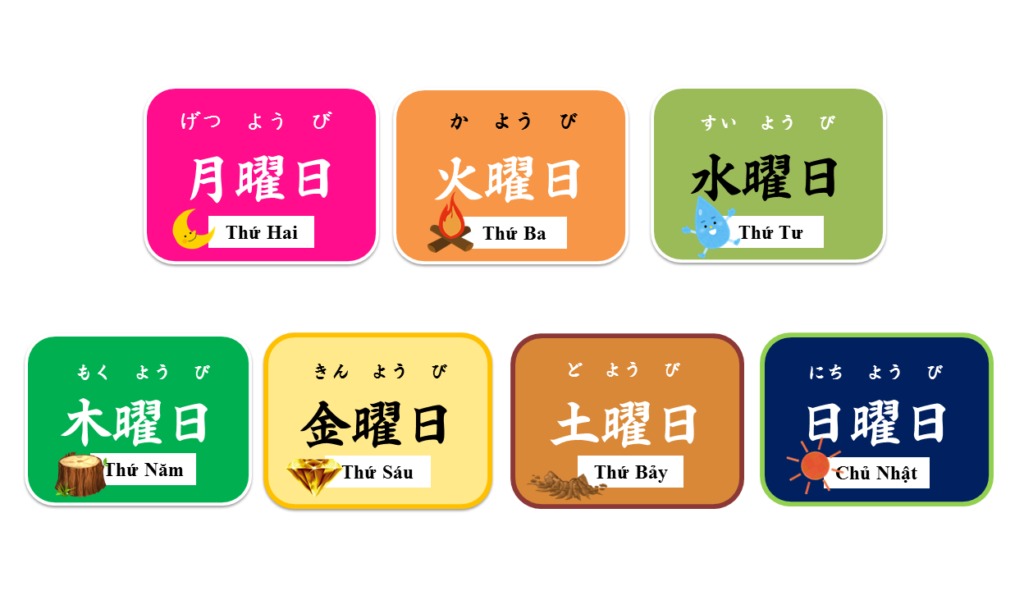 げつ よう び
月曜日
Thứ Hai
か よう び
火曜日
Thứ Ba
すい よう び
水曜日
Thứ Tư
もく よう び
木曜日
Thứ Năm
きん よう び
金曜日
Thứ Sáu
ど よう び
土曜日
Thứ Bảy
にち よう び
日曜日
Chủ Nhật